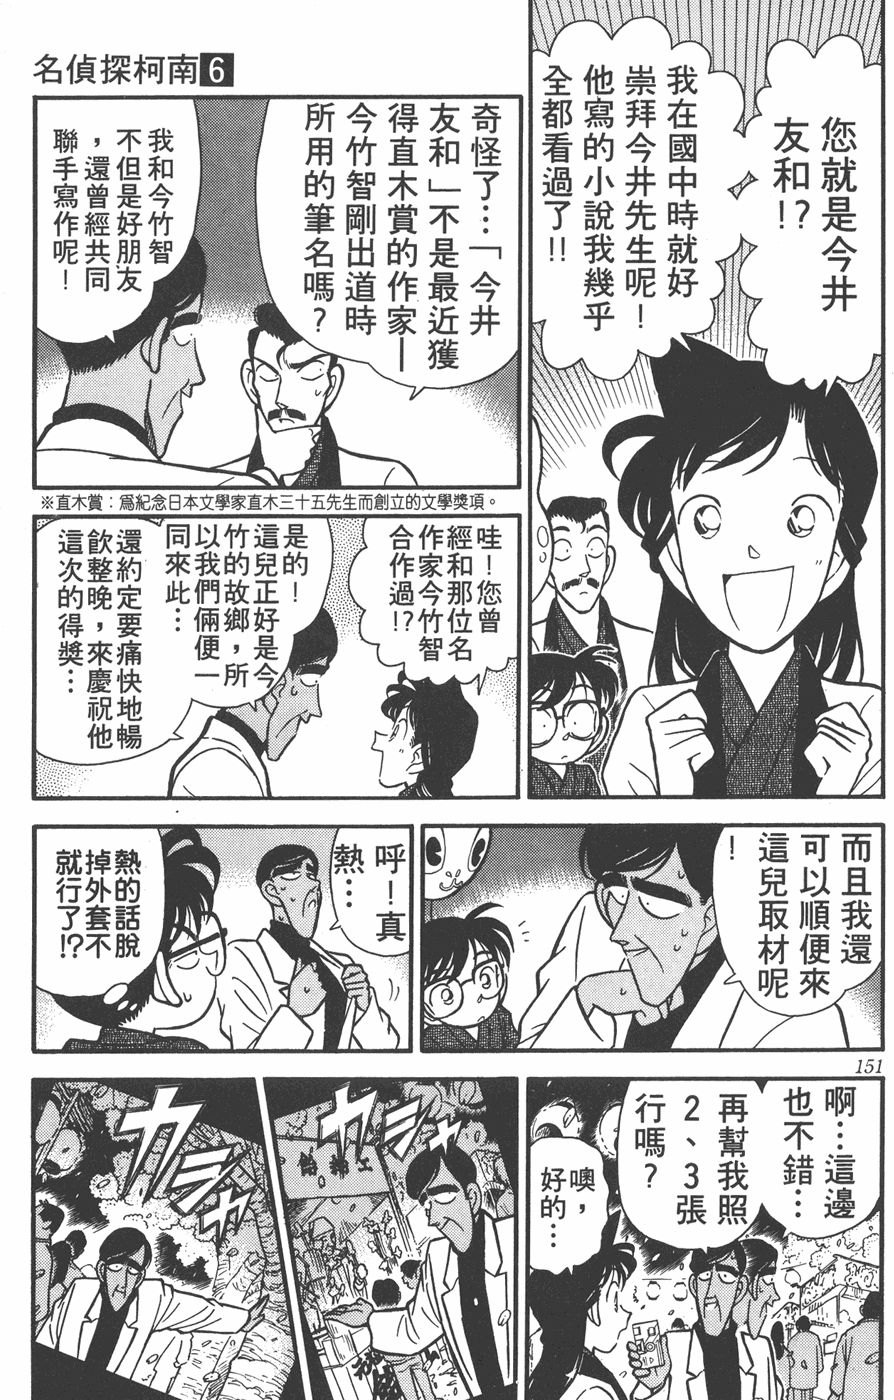 名偵探柯南6
您就是今井
友和!?
我在國中時就好
崇拜今井先生呢!
他寫的小說我幾乎
全都看過了!!
奇怪了…「今井
友和」不是最近獲
得直木賞的作家—
今竹智剛出道時
所用的筆名嗎?
我和今竹智
不但是好朋友
,還曾經共同
聯手寫作呢!
※直木賞:爲紀念日本文學家直木三十五先生而創立的文學獎項。
哇!您曾
經和那位名
作家今竹智
合作過!?
是的!
這兒正好是今
竹的故鄉,所
以我們倆便一
同來此…
還約定要痛快地暢
飲整晚,來慶祝他
這次的得獎…
而且我還
可以順便來
這兒取材呢
!
呼!真
熱…
熱的話脫
掉外套不
就行了!?
151
啊…這邊
也不錯…
再幫我照
2、3張
行嗎?
噢,
好的…
カシャ
カシャ